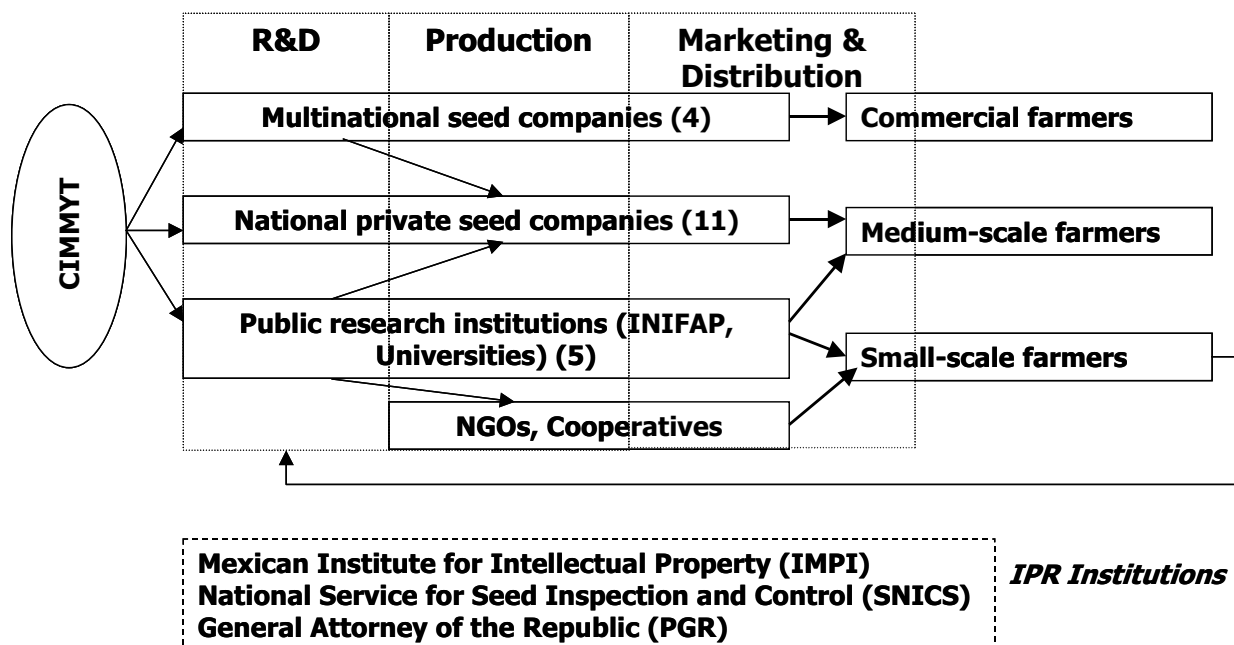 R&D
Production
Marketing &
Distribution
CIMMYT
Multinational seed companies (4)
Commercial farmers
National private seed companies (11)
Medium-scale farmers
Public research institutions (INIFAP,
Universities) (5)
Small-scale farmers
NGOs, Cooperatives
Mexican Institute for Intellectual Property (IMPI)
National Service for Seed Inspection and Control (SNICS)
General Attorney of the Republic (PGR)
IPR Institutions